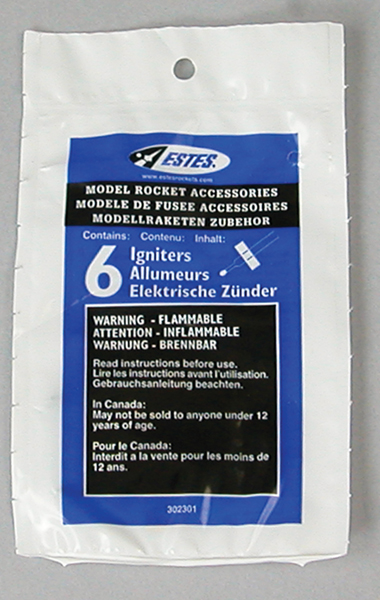 ESTES
www.estesrockets.com
MODEL ROCKET ACCESSORIES
MODELE DE FUSEE ACCESSOIRES
MODELLRAKETEN ZUBEHOR
Contains: Contenu: Inhalt:
6 Igniters
Allumeurs
Elektrische Zünder
WARNING - FLAMMABLE
ATTENTION - INFLAMMABLE
WARNUNG - BRENNBAR
Read instructions before use.
Lire les instructions avant l'utilisation.
Gebrauchsanleitung beachten.
In Canada:
May not be sold to anyone under 12
years of age.
Pour le Canada:
Interdit a la vente pour les moins de
12 ans.
302301